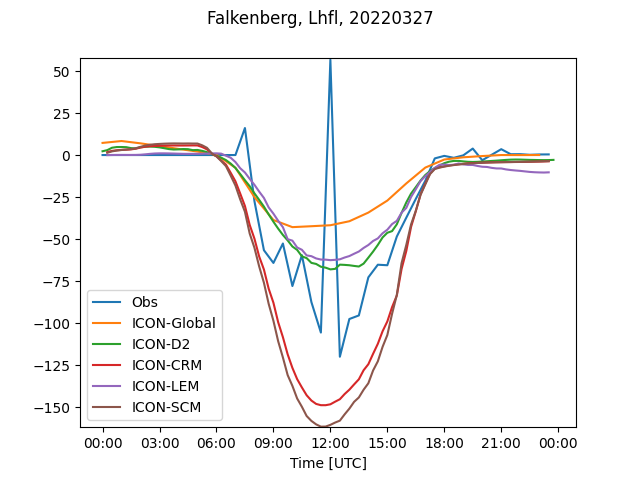 Falkenberg, Lhfl, 20220327
50
25
0
−25
−50
−75
−100
−125
−150
Obs
ICON-Global
ICON-D2
ICON-CRM
ICON-LEM
ICON-SCM
00:00 03:00 06:00 09:00 12:00 15:00 18:00 21:00 00:00
Time [UTC]